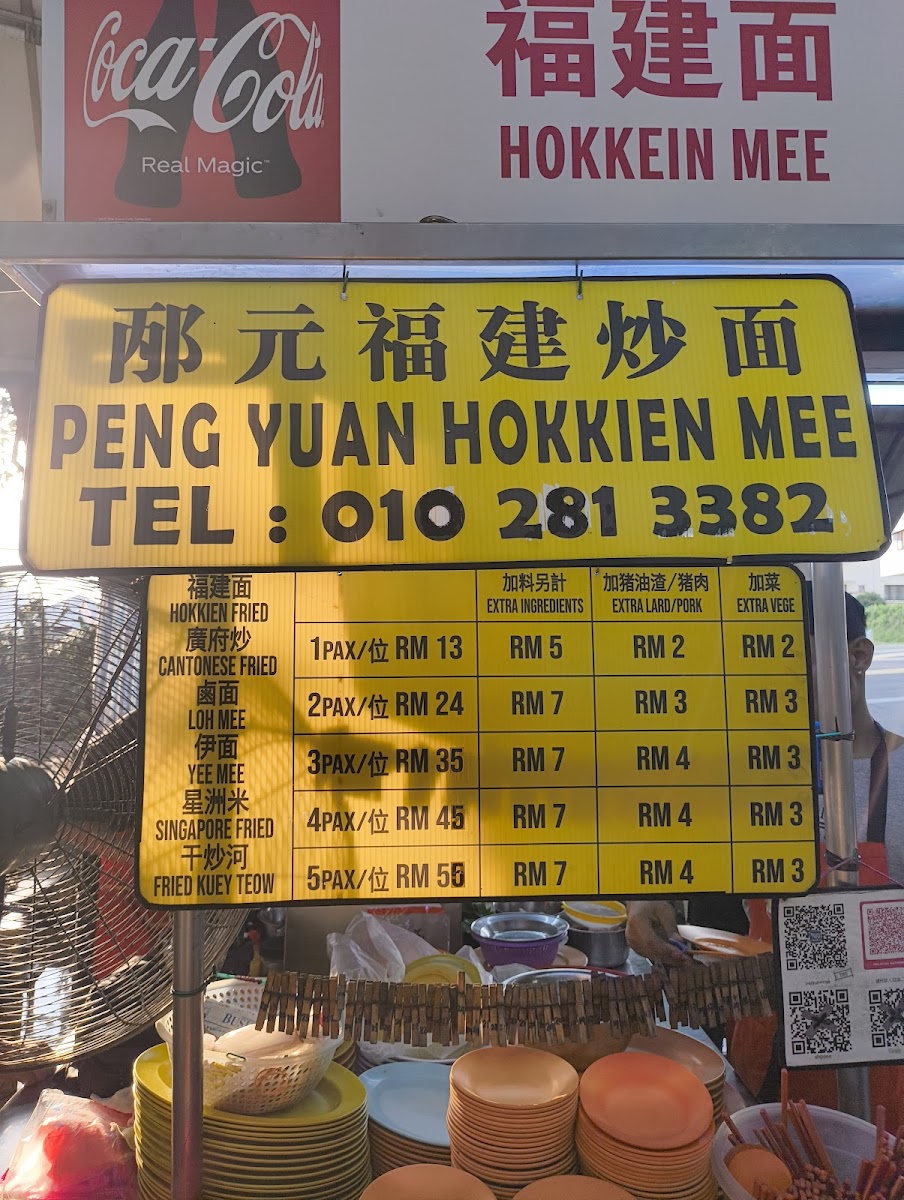 Coca-Cola
Real Magic™
福建面
HOKKEIN MEE
邴元福建炒面
PENG YUAN HOKKIEN MEE
TEL : 010 281 3382
福建面
HOKKIEN FRIED
廣府炒
CANTONESE FRIED
鹵面
LOH MEE
伊面
YEE MEE
星洲米
SINGAPORE FRIED
干炒河
FRIED KUEY TEOW
加料另計 加猪油渣/猪肉 加菜
EXTRA INGREDIENTS EXTRA LARD/PORK EXTRA VEGE
1PAX/位 RM 13 RM 5 RM 2 RM 2
2PAX/位 RM 24 RM 7 RM 3 RM 3
3PAX/位 RM 35 RM 7 RM 4 RM 3
4PAX/位 RM 45 RM 7 RM 4 RM 3
5PAX/位 RM 55 RM 7 RM 4 RM 3